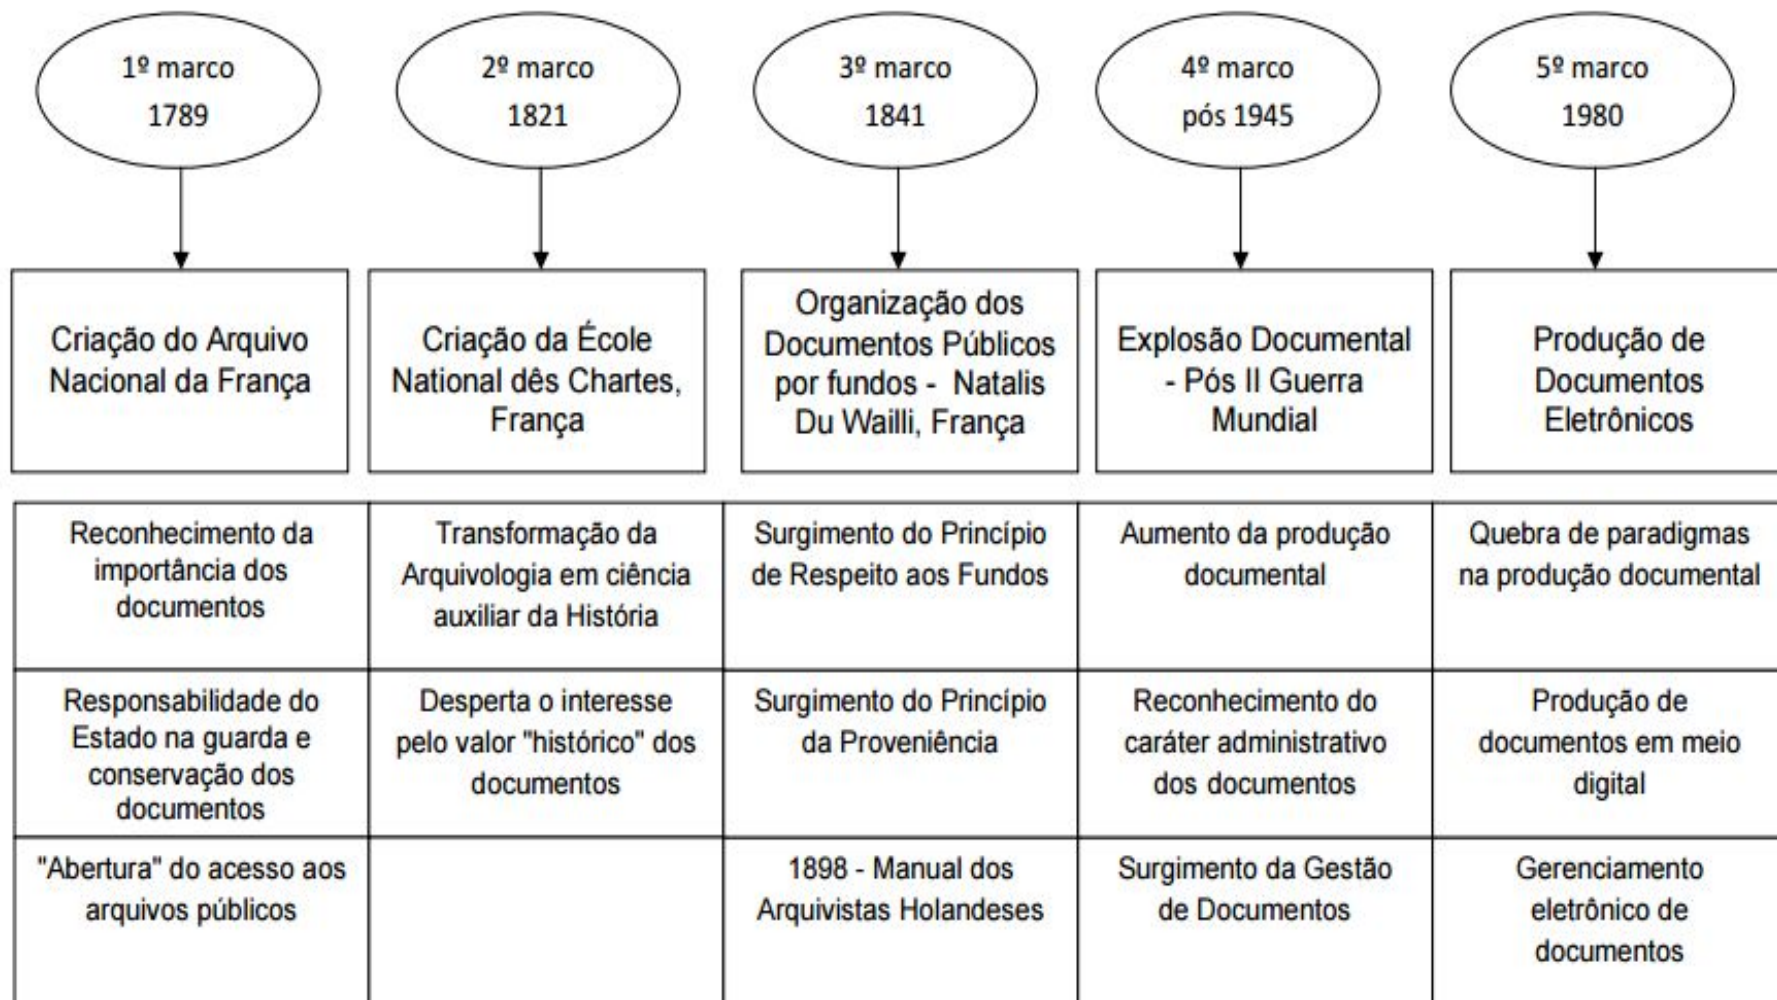 1º marco
1789
2º marco
1821
3º marco
1841
4º marco
pós 1945
5º marco
1980
Criação do Arquivo
Nacional da França
Criação da École
National dês Chartes,
França
Organização dos
Documentos Públicos
por fundos - Natalis
Du Wailli, França
Explosão Documental
- Pós II Guerra
Mundial
Produção de
Documentos
Eletrônicos
Reconhecimento da
importância dos
documentos
Transformação da
Arquivologia em ciência
auxiliar da História
Surgimento do Princípio
de Respeito aos Fundos
Aumento da produção
documental
Quebra de paradigmas
na produção documental
Responsabilidade do
Estado na guarda e
conservação dos
documentos
Desperta o interesse
pelo valor "histórico" dos
documentos
Surgimento do Princípio
da Proveniência
Reconhecimento do
caráter administrativo
dos documentos
Produção de
documentos em meio
digital
"Abertura" do acesso aos
arquivos públicos
1898 - Manual dos
Arquivistas Holandeses
Surgimento da Gestão
de Documentos
Gerenciamento
eletrônico de
documentos